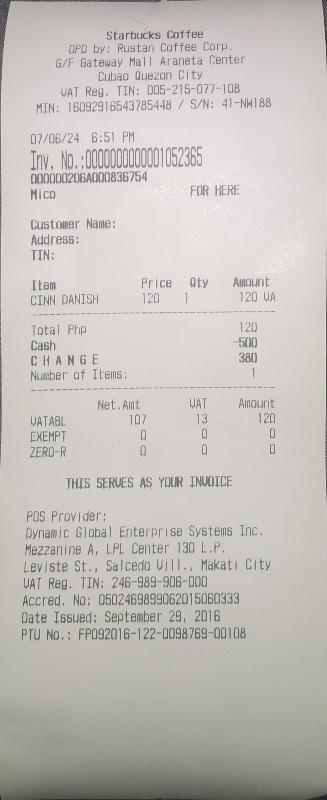 Starbucks Coffee
OPD by: Rustan Coffee Corp.
G/F Gateway Mall Araneta Center
Cubao Quezon City
VAT Reg. TIN: 005-215-077-108
MIN: 16092916543785448 / S/N: 41-NW188
07/06/24 6:51 PM
Inv. No.:0000000000001052365
000000206A000836754
Mico FOR HERE
Customer Name:
Address:
TIN:
Item Price Qty Amount
CINN DANISH 120 1 120 VA
Total Php 120
Cash -500
C H A N G E 380
Number of Items: 1
Net.Amt VAT Amount
VATABL 107 13 120
EXEMPT 0 0 0
ZERO-R 0 0 0
THIS SERVES AS YOUR INVOICE
POS Provider:
Dynamic Global Enterprise Systems Inc.
Mezzanine A, LPL Center 130 L.P.
Leviste St., Salcedo Vill., Makati City
VAT Reg. TIN: 246-989-906-000
Accred. No: 0502469899062015060333
Date Issued: September 29, 2016
PTU No.: FP092016-122-0098769-00108